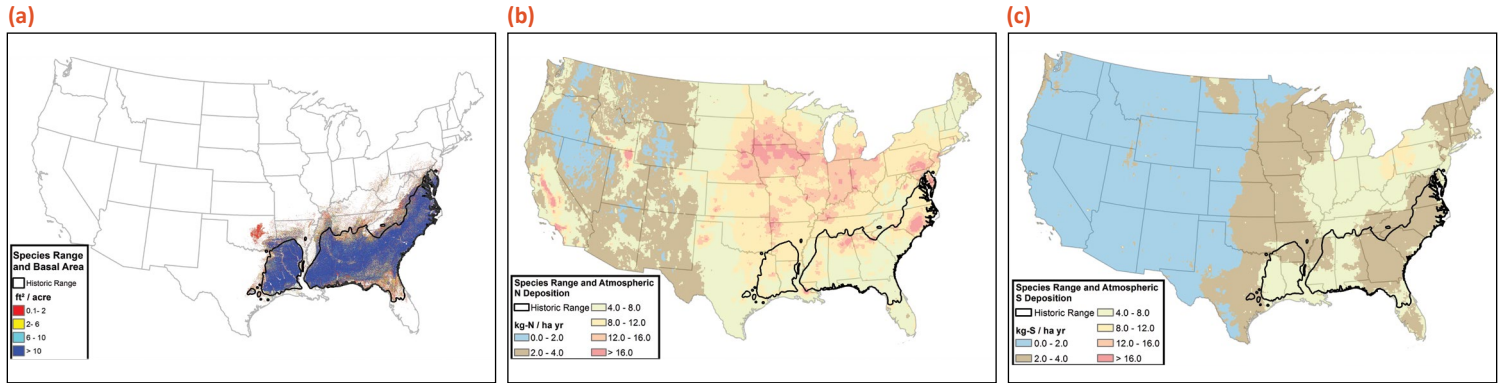 (a)
Species Range
and Basal Area
Historic Range
ft² / acre
0.1- 2
2- 6
6 - 10
> 10
(b)
Species Range and Atmospheric
N Deposition
Historic Range
kg-N / ha yr
0.0 - 2.0
2.0 - 4.0
4.0 - 8.0
8.0 - 12.0
12.0 - 16.0
> 16.0
(c)
Species Range and Atmospheric
S Deposition
Historic Range
kg-S / ha yr
0.0 - 2.0
2.0 - 4.0
4.0 - 8.0
8.0 - 12.0
12.0 - 16.0
> 16.0